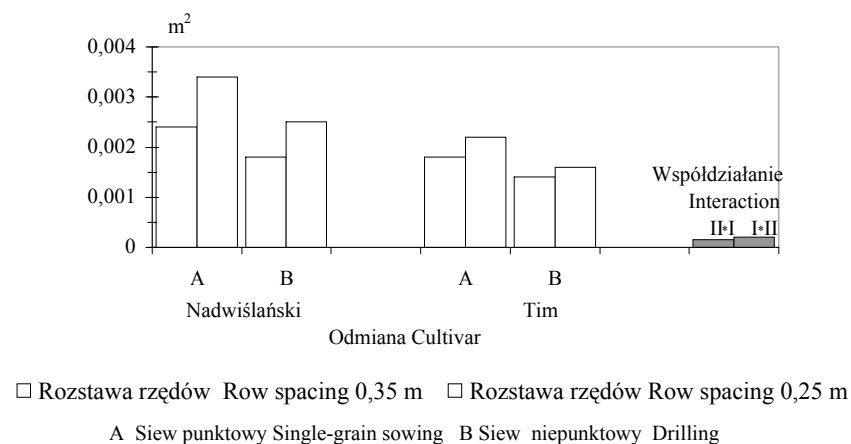 m²
0,004
0,003
0,002
0,001
0
Współdziałanie
Interaction
II*I I*II
A B A B
Nadwiślański Tim
Odmiana Cultivar
Rozstawa rzędów Row spacing 0,35 m Rozstawa rzędów Row spacing 0,25 m
A Siew punktowy Single-grain sowing B Siew niepunktowy Drilling